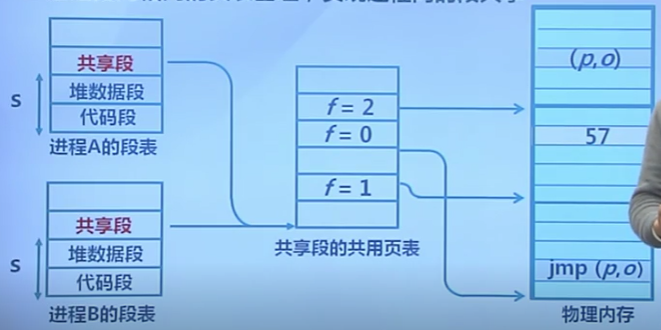 共享段
堆数据段
代码段
S
进程A的段表
共享段
堆数据段
代码段
S
进程B的段表
f = 2
f = 0
f = 1
共享段的共用页表
(p,o)
57
jmp (p,o)
物理内存